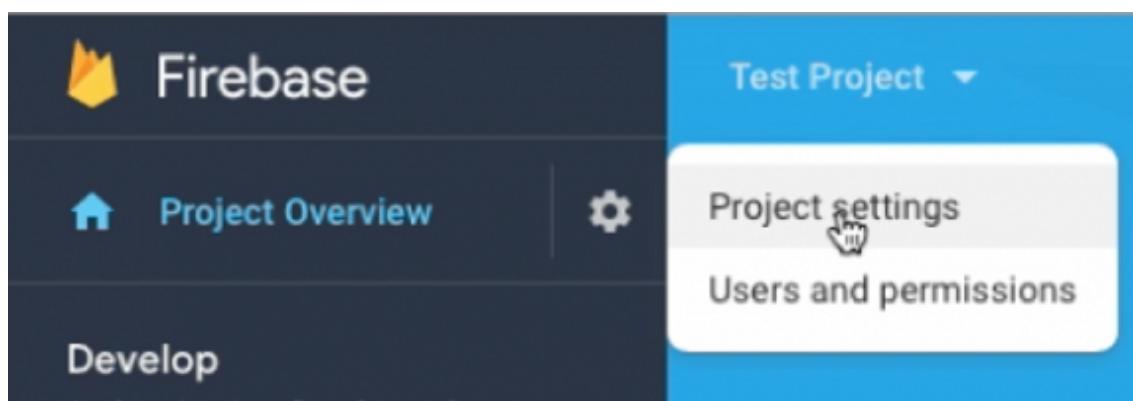 Firebase
Test Project
Project Overview
Project settings
Users and permissions
Develop